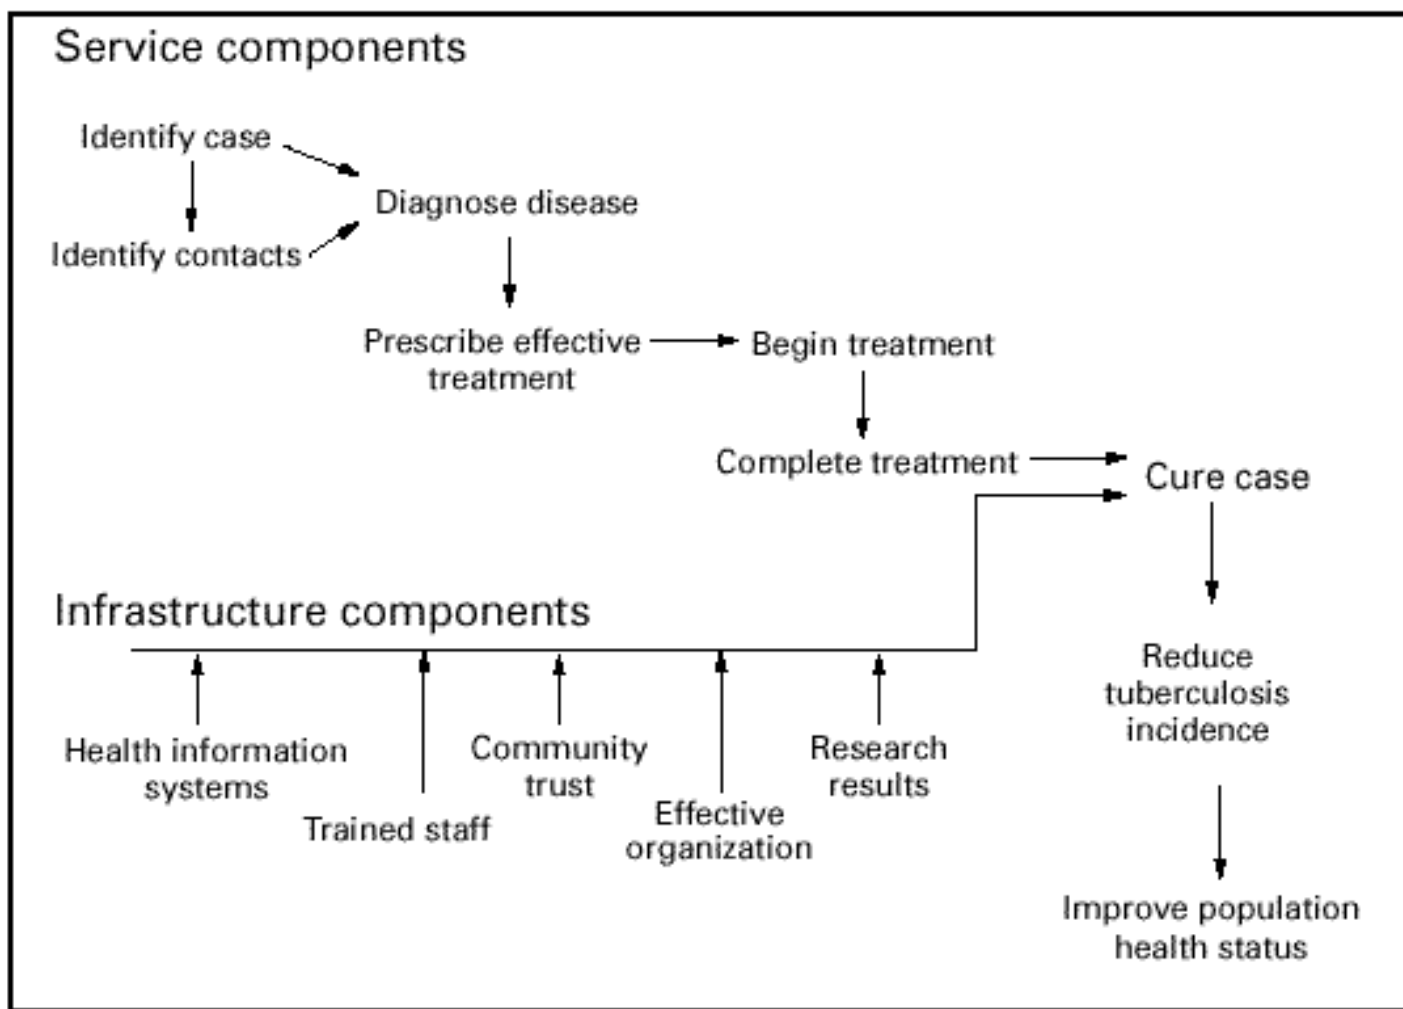 Service components
Identify case
Diagnose disease
Identify contacts
Prescribe effective
treatment
Begin treatment
Complete treatment
Cure case
Infrastructure components
Reduce
tuberculosis
incidence
Health information
systems
Trained staff
Community
trust
Effective
organization
Research
results
Improve population
health status